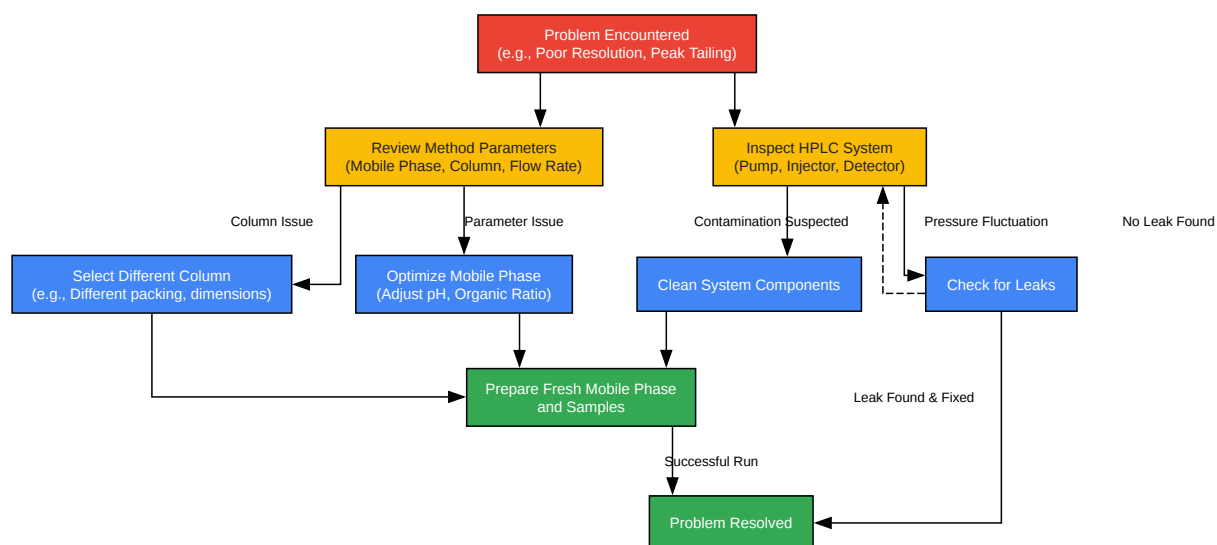 Problem Encountered
(e.g., Poor Resolution, Peak Tailing)
Review Method Parameters
(Mobile Phase, Column, Flow Rate)
Inspect HPLC System
(Pump, Injector, Detector)
Column Issue
Parameter Issue
Contamination Suspected
Pressure Fluctuation
No Leak Found
Select Different Column
(e.g., Different packing, dimensions)
Optimize Mobile Phase
(Adjust pH, Organic Ratio)
Clean System Components
Check for Leaks
Prepare Fresh Mobile Phase
and Samples
Leak Found & Fixed
Successful Run
Problem Resolved